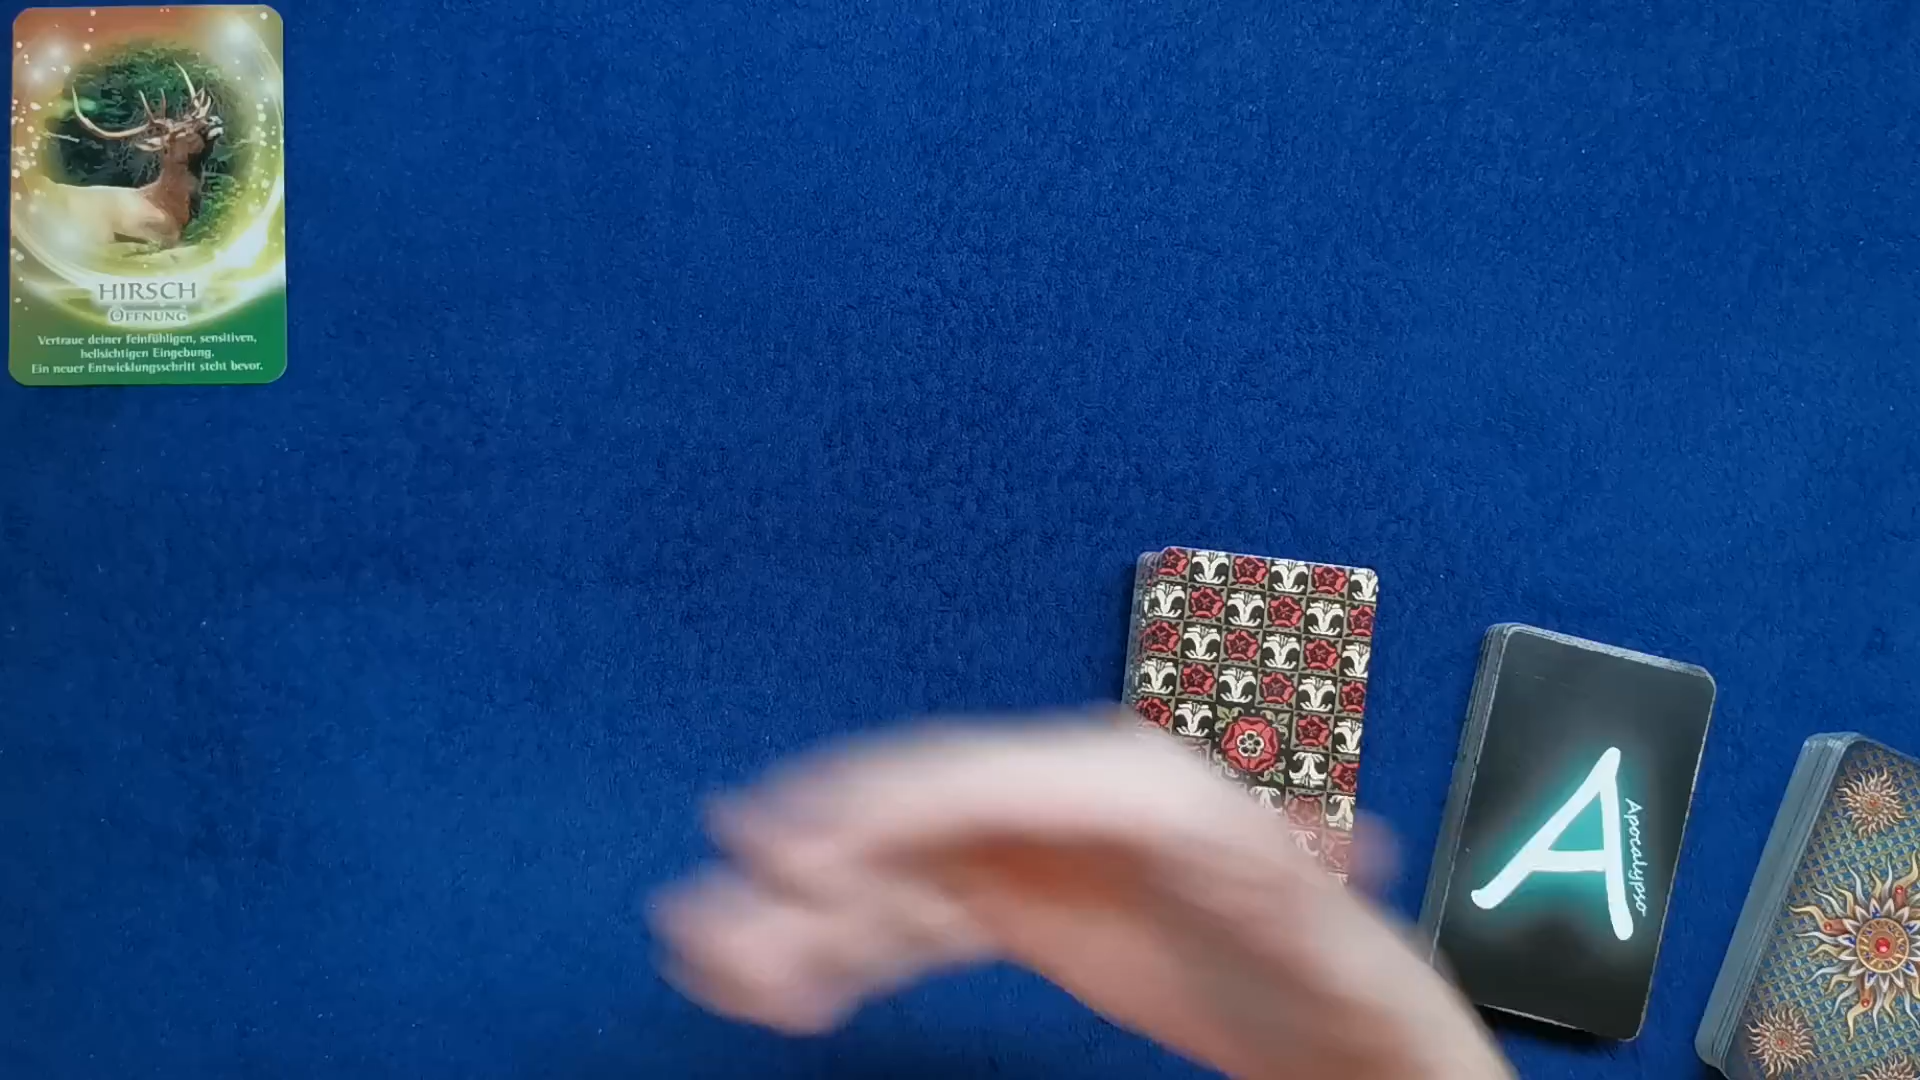 HIRSCH
ÖFFNUNG
Vertraue deiner feinfühligen, sensitiven,
hellsichtigen Eingebung.
Ein neuer Entwicklungsschritt steht bevor.
A
Apocalypso